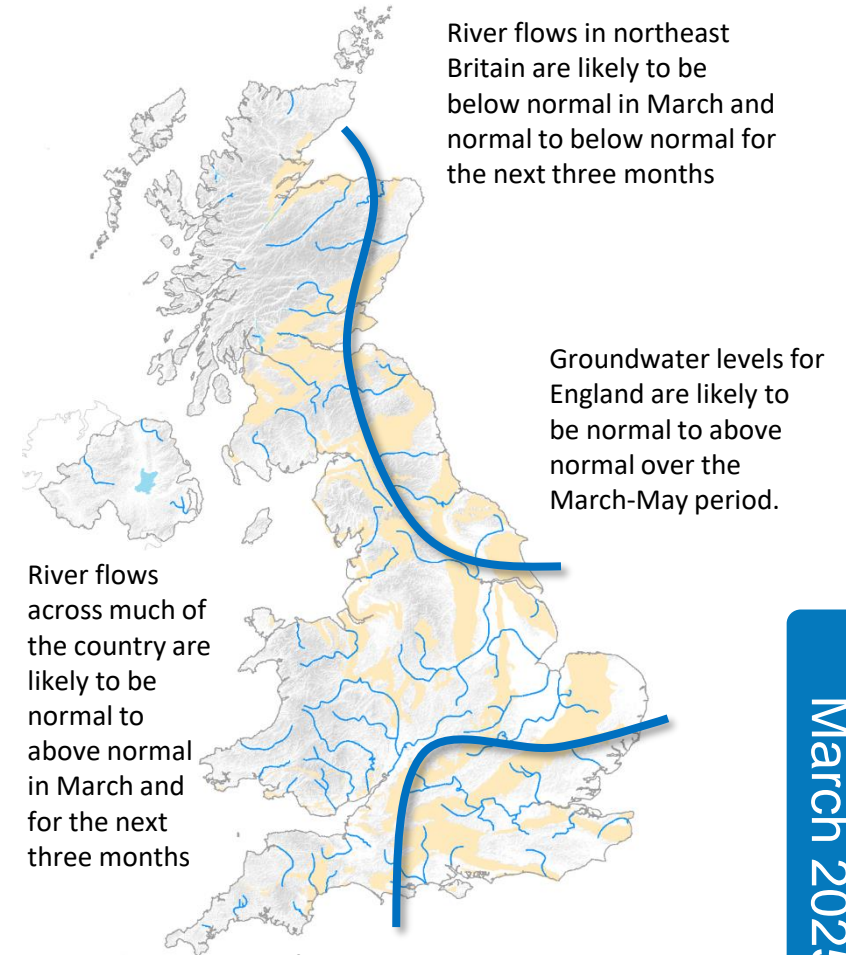 River flows in northeast
Britain are likely to be
below normal in March and
normal to below normal for
the next three months
Groundwater levels for
England are likely to
be normal to above
normal over the
March-May period.
River flows
across much of
the country are
likely to be
normal to
above normal
in March and
for the next
three months
March 2025